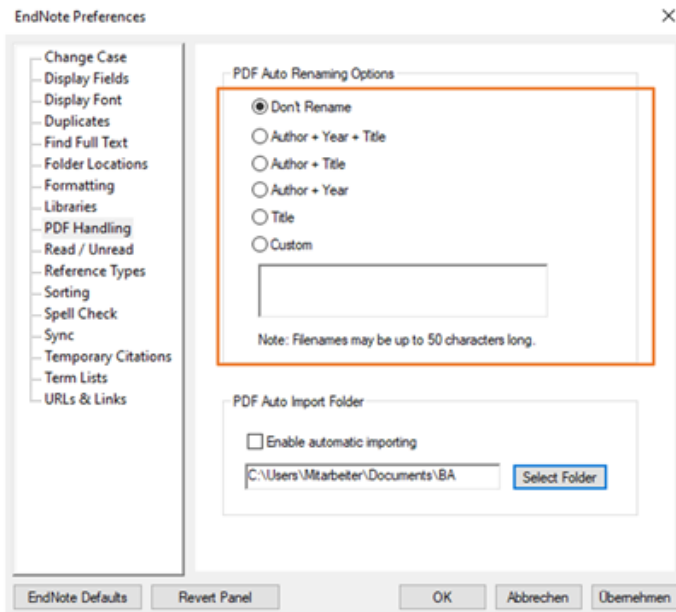 EndNote Preferences
Change Case
Display Fields
Display Font
Duplicates
Find Full Text
Folder Locations
Formatting
Libraries
PDF Handling
Read / Unread
Reference Types
Sorting
Spell Check
Sync
Temporary Citations
Term Lists
URLs & Links
PDF Auto Renaming Options
Don't Rename
Author + Year + Title
Author + Title
Author + Year
Title
Custom
Note: Filenames may be up to 50 characters long.
PDF Auto Import Folder
Enable automatic importing
C:\Users\Mitarbeiter\Documents\BA
Select Folder
EndNote Defaults
Revert Panel
OK
Abbrechen
Übernehmen